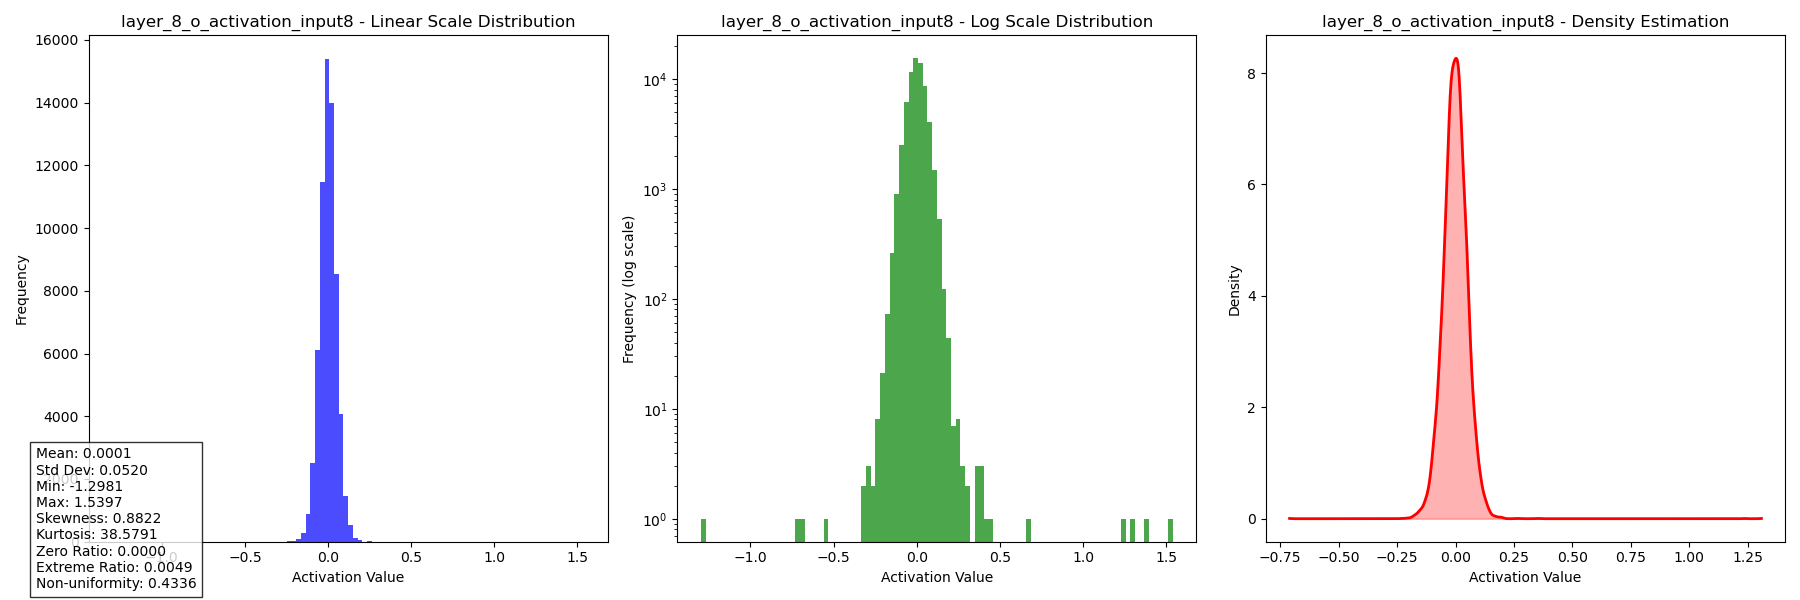 layer_8_o_activation_input8 - Linear Scale Distribution
16000
14000
12000
10000
8000
6000
4000
Frequency
−0.5
0.0
0.5
1.0
1.5
Activation Value
Mean: 0.0001
Std Dev: 0.0520
Min: -1.2981
Max: 1.5397
Skewness: 0.8822
Kurtosis: 38.5791
Zero Ratio: 0.0000
Extreme Ratio: 0.0049
Non-uniformity: 0.4336
layer_8_o_activation_input8 - Log Scale Distribution
10⁴
10³
10²
10¹
10⁰
Frequency (log scale)
−1.0
−0.5
0.0
0.5
1.0
1.5
Activation Value
layer_8_o_activation_input8 - Density Estimation
8
6
4
2
0
Density
−0.75
−0.50
−0.25
0.00
0.25
0.50
0.75
1.00
1.25
Activation Value